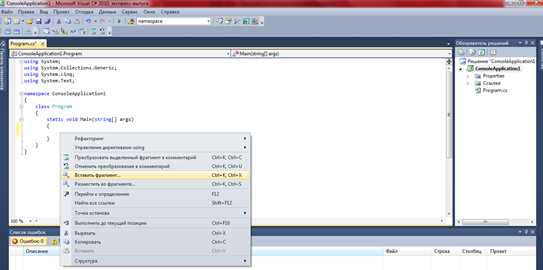 ConsoleApplication1 - Microsoft Visual C# 2010, экспресс-выпуск
Файл Правка Вид Проект Отладка Данные Сервис Окно Справка
namespace
Program.cs*
ConsoleApplication1.Program
Main(string[] args)
using System;
using System.Collections.Generic;
using System.Linq;
using System.Text;
namespace ConsoleApplication1
{
class Program
{
static void Main(string[] args)
{
}
}
}
Рефакторинг
Управление директивами using
Преобразовать выделенный фрагмент в комментарий Ctrl+K, Ctrl+C
Отменить преобразование в комментарий Ctrl+K, Ctrl+U
Вставить фрагмент... Ctrl+K, Ctrl+X
Разместить во фрагменте... Ctrl+K, Ctrl+S
Перейти к определению F12
Найти все ссылки Shift+F12
Точка останова
Выполнить до текущей позиции Ctrl+F10
Вырезать Ctrl+X
Копировать Ctrl+C
Вставить Ctrl+V
Структура
100 %
Обозреватель решений
Решение "ConsoleApplication1
ConsoleApplication1
Properties
Ссылки
Program.cs
Список ошибок
Ошибок: 0
Описание Файл Строка Столбец Проект